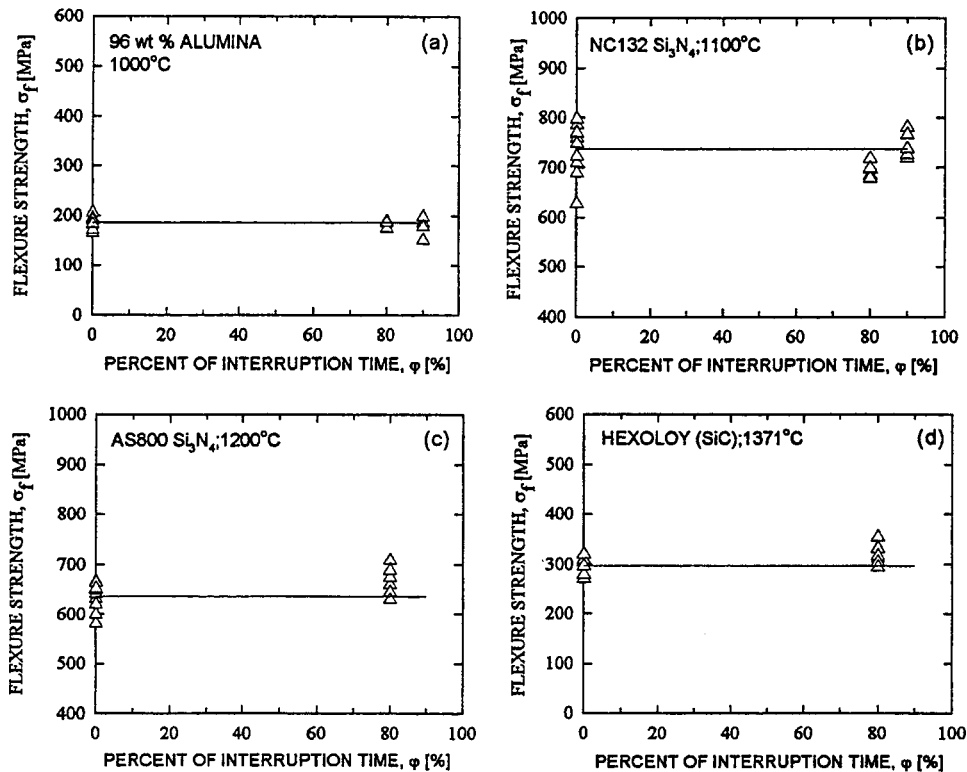 96 wt % ALUMINA
1000°C
(a)
FLEXURE STRENGTH, σf [MPa]
600
500
400
300
200
100
0
0 20 40 60 80 100
PERCENT OF INTERRUPTION TIME, φ [%]
NC132 Si3N4;1100°C
(b)
FLEXURE STRENGTH, σf [MPa]
1000
900
800
700
600
500
400
0 20 40 60 80 100
PERCENT OF INTERRUPTION TIME, φ [%]
AS800 Si3N4;1200°C
(c)
FLEXURE STRENGTH, σf [MPa]
1000
900
800
700
600
500
400
0 20 40 60 80 100
PERCENT OF INTERRUPTION TIME, φ [%]
HEXOLOY (SiC);1371°C
(d)
FLEXURE STRENGTH, σf [MPa]
600
500
400
300
200
100
0
0 20 40 60 80 100
PERCENT OF INTERRUPTION TIME, φ [%]